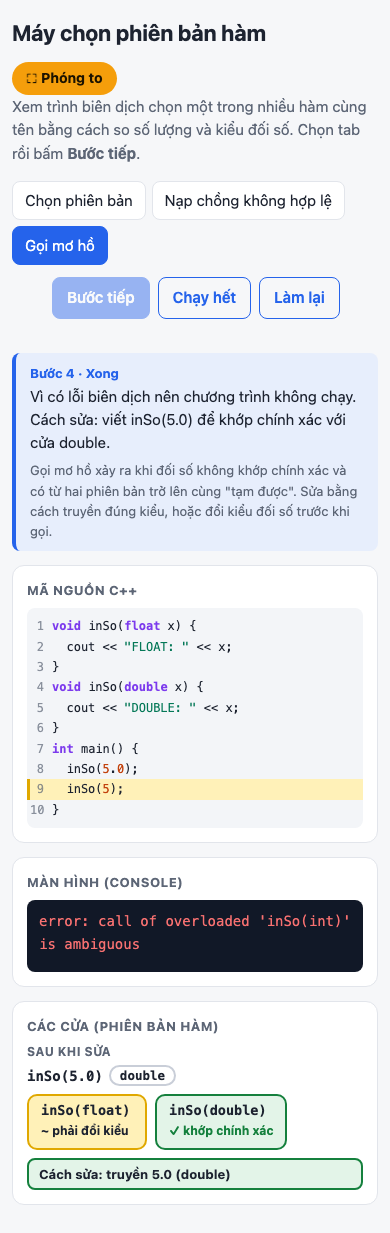 Máy chọn phiên bản hàm
⛶ Phóng to
Xem trình biên dịch chọn một trong nhiều hàm cùng
tên bằng cách so số lượng và kiểu đối số. Chọn tab
rồi bấm Bước tiếp.
Chọn phiên bản
Nạp chồng không hợp lệ
Gọi mơ hồ
Bước tiếp
Chạy hết
Làm lại
Bước 4 · Xong
Vì có lỗi biên dịch nên chương trình không chạy.
Cách sửa: viết inSo(5.0) để khớp chính xác với
cửa double.
Gọi mơ hồ xảy ra khi đối số không khớp chính xác và
có từ hai phiên bản trở lên cùng "tạm được". Sửa bằng
cách truyền đúng kiểu, hoặc đổi kiểu đối số trước khi
gọi.
MÃ NGUỒN C++
1 void inSo(float x) {
2   cout << "FLOAT: " << x;
3 }
4 void inSo(double x) {
5   cout << "DOUBLE: " << x;
6 }
7 int main() {
8   inSo(5.0);
9   inSo(5);
10 }
MÀN HÌNH (CONSOLE)
error: call of overloaded 'inSo(int)'
is ambiguous
CÁC CỬA (PHIÊN BẢN HÀM)
SAU KHI SỬA
inSo(5.0) double
inSo(float)
~ phải đổi kiểu
inSo(double)
✓ khớp chính xác
Cách sửa: truyền 5.0 (double)